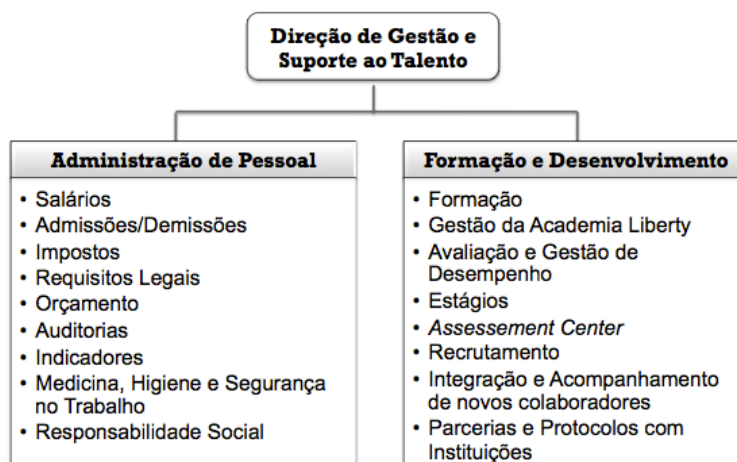 Direção de Gestão e
Suporte ao Talento
Administração de Pessoal
• Salários
• Admissões/Demissões
• Impostos
• Requisitos Legais
• Orçamento
• Auditorias
• Indicadores
• Medicina, Higiene e Segurança
no Trabalho
• Responsabilidade Social
Formação e Desenvolvimento
• Formação
• Gestão da Academia Liberty
• Avaliação e Gestão de
Desempenho
• Estágios
• Assessement Center
• Recrutamento
• Integração e Acompanhamento
de novos colaboradores
• Parcerias e Protocolos com
Instituições